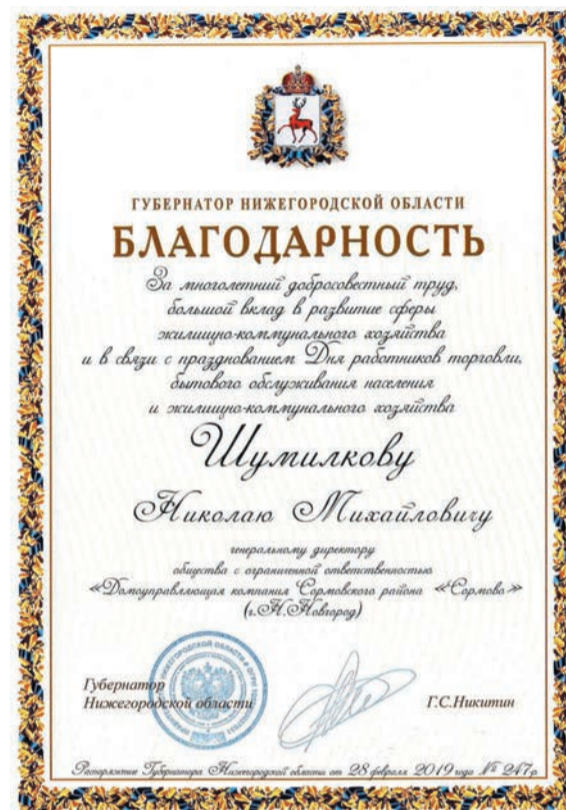 ГУБЕРНАТОР НИЖЕГОРОДСКОЙ ОБЛАСТИ
БЛАГОДАРНОСТЬ
За многолетний добросовестный труд,
большой вклад в развитие сферы
жилищно-коммунального хозяйства
и в связи с празднованием Дня работников торговли,
бытового обслуживания населения
и жилищно-коммунального хозяйства
Шумилкову
Николаю Михайловичу
генеральному директору
общества с ограниченной ответственностью
«Домоуправляющая компания Сормовского района «Сормово»
(г.Н.Новгород)
Губернатор
Нижегородской области
Г.С.Никитин
Распоряжение Губернатора Нижегородской области от 28 февраля 2019 года № 247р